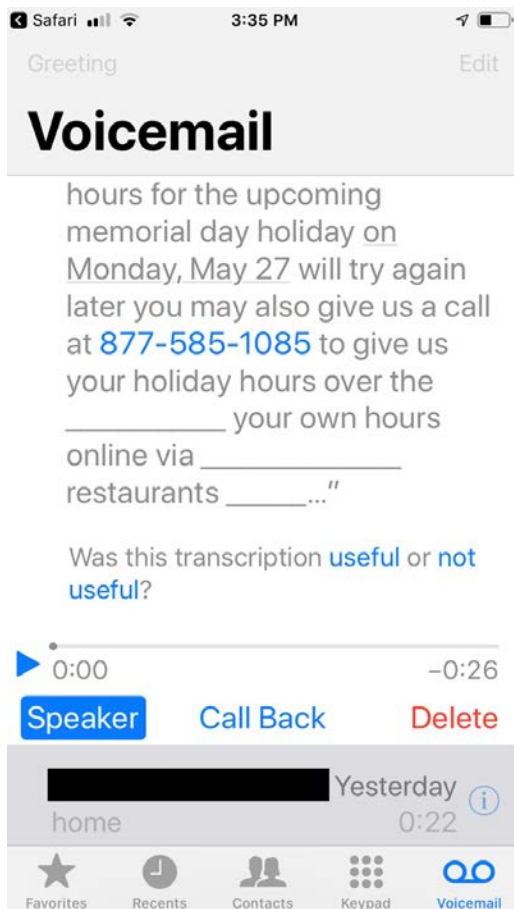 Safari 3:35 PM
Greeting Edit
Voicemail
hours for the upcoming
memorial day holiday on
Monday, May 27 will try again
later you may also give us a call
at 877-585-1085 to give us
your holiday hours over the
____________ your own hours
online via _______________
restaurants ______..."
Was this transcription useful or not
useful?
0:00 −0:26
Speaker Call Back Delete
Yesterday
home 0:22
Favorites Recents Contacts Keypad Voicemail